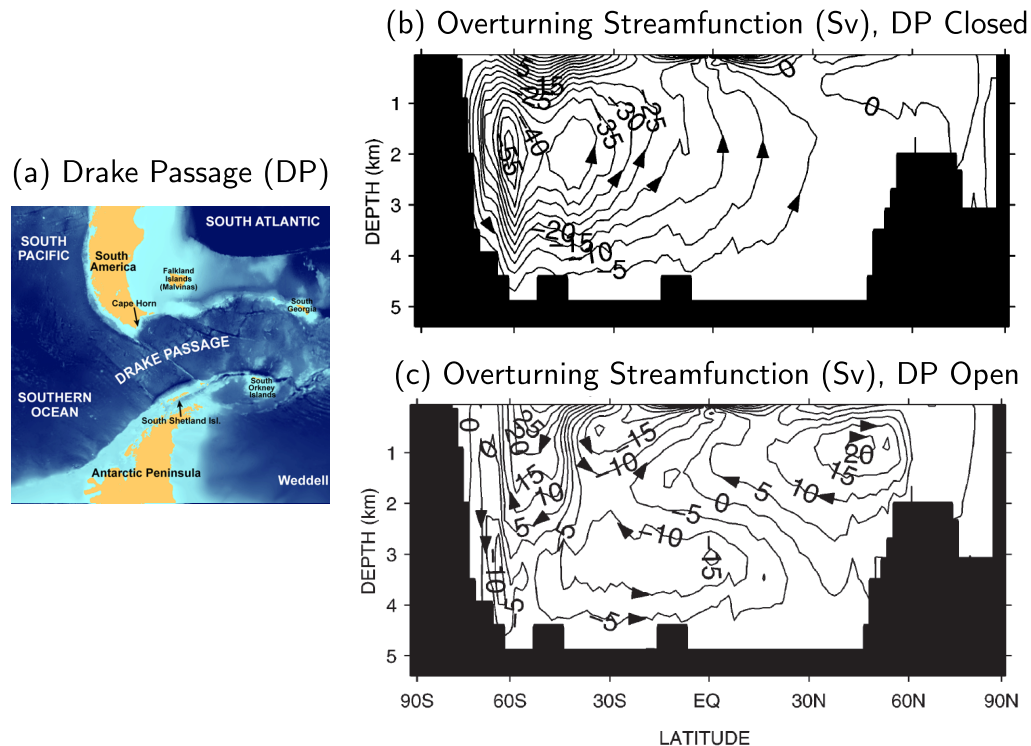 (a) Drake Passage (DP)
SOUTH ATLANTIC
SOUTH
PACIFIC
South
America
Falkland
Islands
(Malvinas)
Cape Horn
South
Georgia
DRAKE PASSAGE
SOUTHERN
OCEAN
South
Orkney
Islands
South Shetland Isl.
Antarctic Peninsula
Weddell
(b) Overturning Streamfunction (Sv), DP Closed
DEPTH (km)
1
2
3
4
5
-15
-25
-40
-55
-35
-30
-25
-20
-15
-10
-5
0
0
(c) Overturning Streamfunction (Sv), DP Open
DEPTH (km)
1
2
3
4
5
0
0
15
10
5
-5
-15
-10
-5
-10
-15
-5
-10
-5
0
5
10
15
20
90S
60S
30S
EQ
30N
60N
90N
LATITUDE